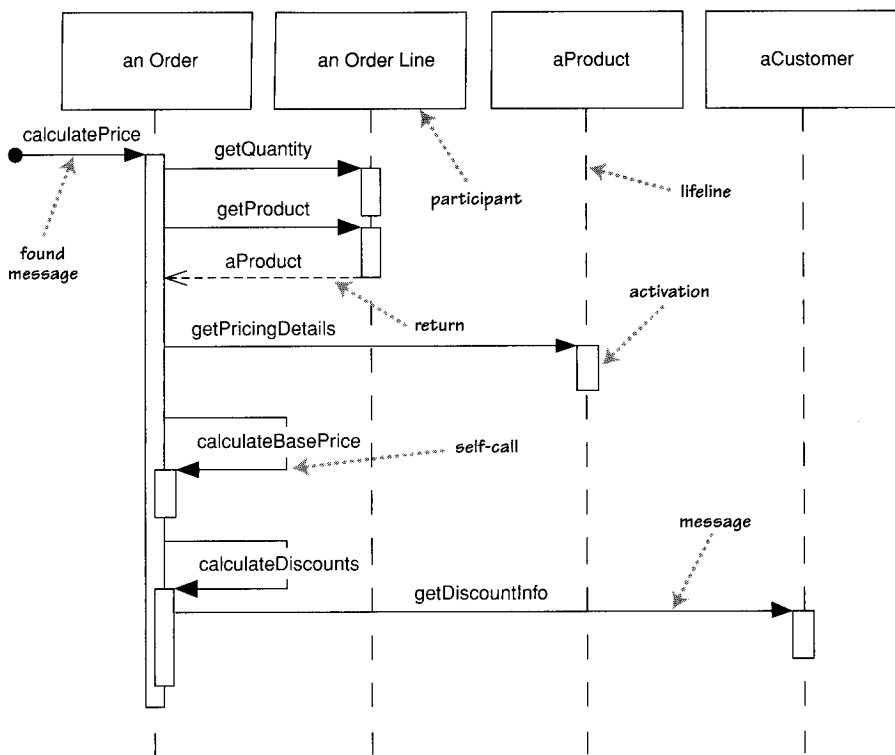 an Order
an Order Line
aProduct
aCustomer
calculatePrice
getQuantity
participant
lifeline
getProduct
found
message
aProduct
activation
return
getPricingDetails
calculateBasePrice
self-call
message
calculateDiscounts
getDiscountInfo